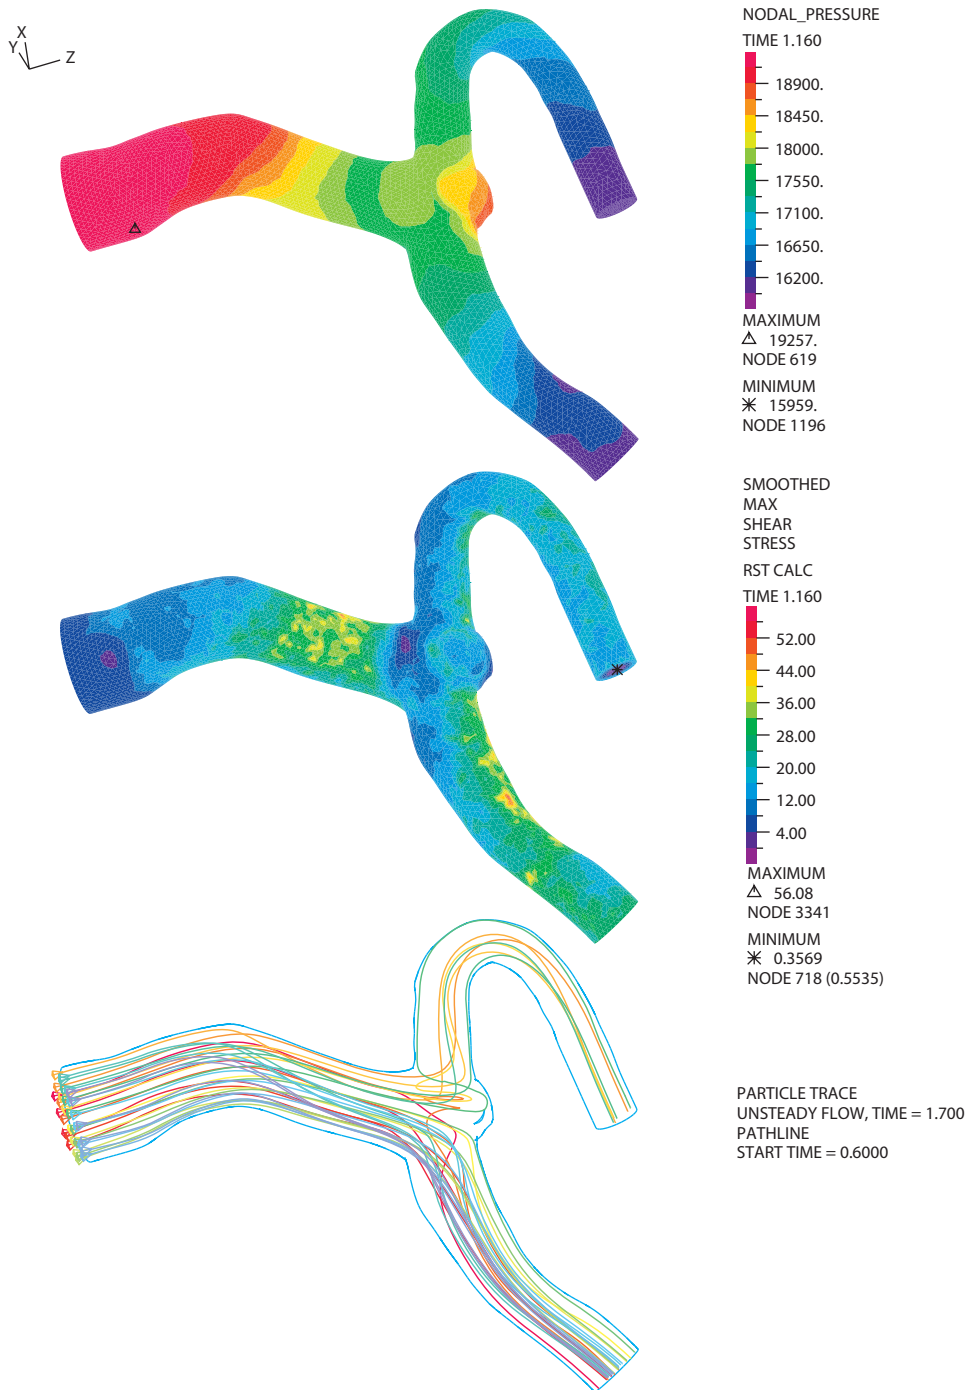 NODAL_PRESSURE
TIME 1.160
X
Y
Z
18900.
18450.
18000.
17550.
17100.
16650.
16200.
MAXIMUM
19257.
NODE 619
MINIMUM
15959.
NODE 1196
SMOOTHED
MAX
SHEAR
STRESS
RST CALC
TIME 1.160
52.00
44.00
36.00
28.00
20.00
12.00
4.00
MAXIMUM
56.08
NODE 3341
MINIMUM
0.3569
NODE 718 (0.5535)
PARTICLE TRACE
UNSTEADY FLOW, TIME = 1.700
PATHLINE
START TIME = 0.6000